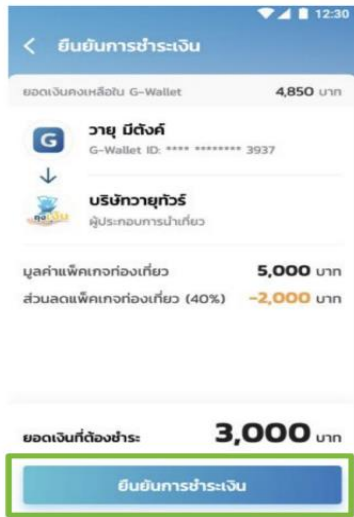 12:30
ยืนยันการชำระเงิน
ยอดเงินคงเหลือใน G-Wallet 4,850 บาท
G
วายุ มีตังค์
G-Wallet ID: **** ******** 3937
ถุงเงิน
บริษัทวายุทัวร์
ผู้ประกอบการนำเที่ยว
มูลค่าแพ็คเกจท่องเที่ยว 5,000 บาท
ส่วนลดแพ็คเกจท่องเที่ยว (40%) -2,000 บาท
ยอดเงินที่ต้องชำระ 3,000 บาท
ยืนยันการชำระเงิน